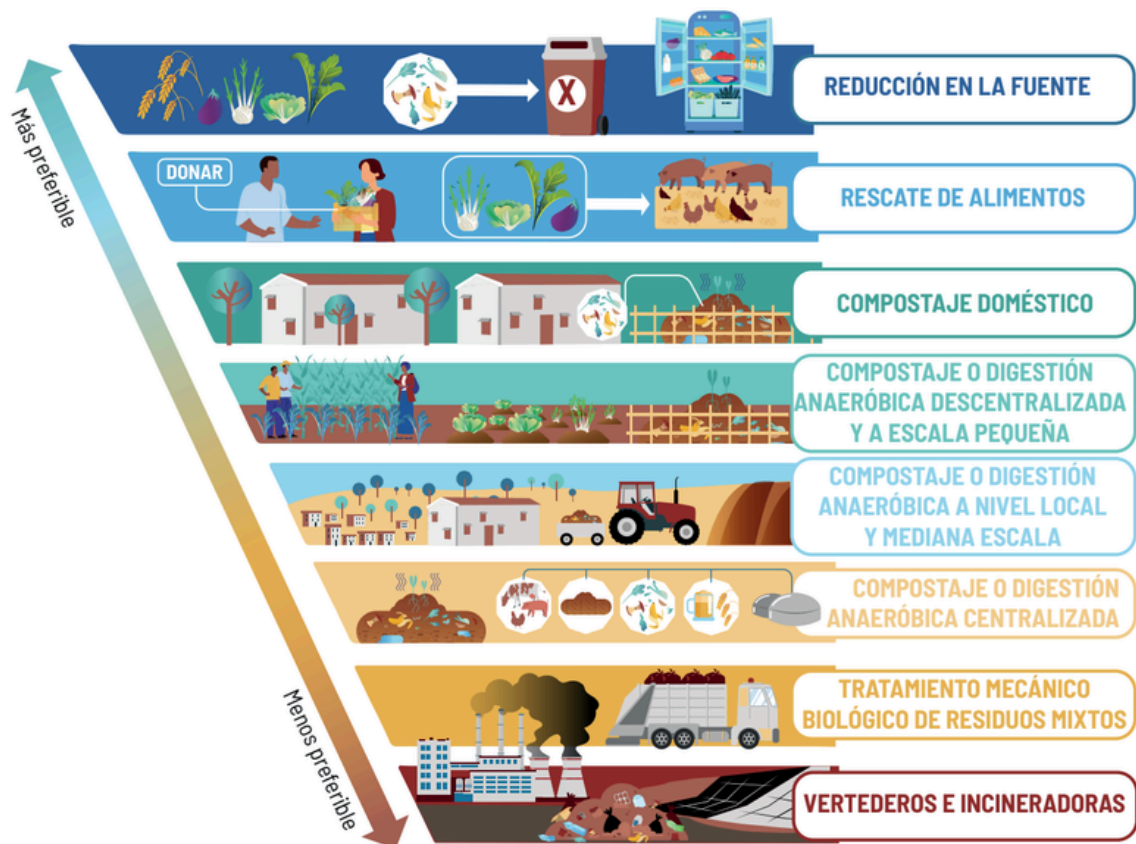 Más preferible
Menos preferible
X
REDUCCIÓN EN LA FUENTE
DONAR
RESCATE DE ALIMENTOS
COMPOSTAJE DOMÉSTICO
COMPOSTAJE O DIGESTIÓN
ANAERÓBICA DESCENTRALIZADA
Y A ESCALA PEQUEÑA
COMPOSTAJE O DIGESTIÓN
ANAERÓBICA A NIVEL LOCAL
Y MEDIANA ESCALA
COMPOSTAJE O DIGESTIÓN
ANAERÓBICA CENTRALIZADA
TRATAMIENTO MECÁNICO
BIOLÓGICO DE RESIDUOS MIXTOS
VERTEDEROS E INCINERADORAS